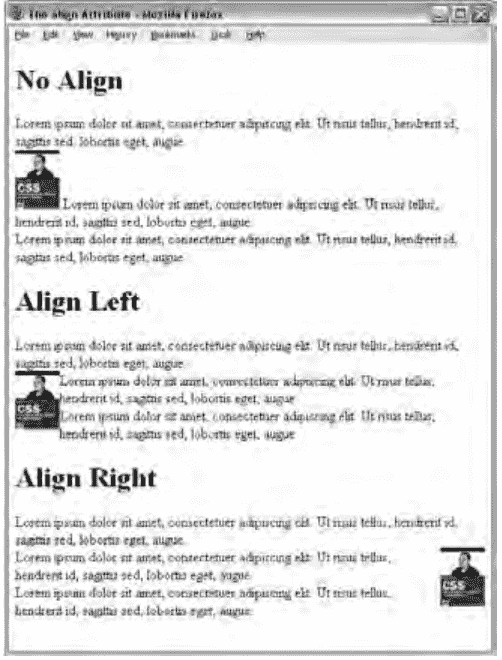 The align Attribute - Mozilla Firefox
File Edit View History Bookmarks Tools Help
No Align
Lorem ipsum dolor sit amet, consectetuer adipiscing elit. Ut risus tellus, hendrerit id,
sagittis sed, lobortis eget, augue.
CSS
Lorem ipsum dolor sit amet, consectetuer adipiscing elit. Ut risus tellus,
hendrerit id, sagittis sed, lobortis eget, augue.
Lorem ipsum dolor sit amet, consectetuer adipiscing elit. Ut risus tellus, hendrerit id,
sagittis sed, lobortis eget, augue.
Align Left
Lorem ipsum dolor sit amet, consectetuer adipiscing elit. Ut risus tellus, hendrerit id,
sagittis sed, lobortis eget, augue.
CSS
Lorem ipsum dolor sit amet, consectetuer adipiscing elit. Ut risus tellus,
hendrerit id, sagittis sed, lobortis eget, augue.
Lorem ipsum dolor sit amet, consectetuer adipiscing elit. Ut risus tellus,
hendrerit id, sagittis sed, lobortis eget, augue.
Align Right
Lorem ipsum dolor sit amet, consectetuer adipiscing elit. Ut risus tellus, hendrerit id,
sagittis sed, lobortis eget, augue.
Lorem ipsum dolor sit amet, consectetuer adipiscing elit. Ut risus tellus,
hendrerit id, sagittis sed, lobortis eget, augue.
Lorem ipsum dolor sit amet, consectetuer adipiscing elit. Ut risus tellus,
hendrerit id, sagittis sed, lobortis eget, augue.
CSS